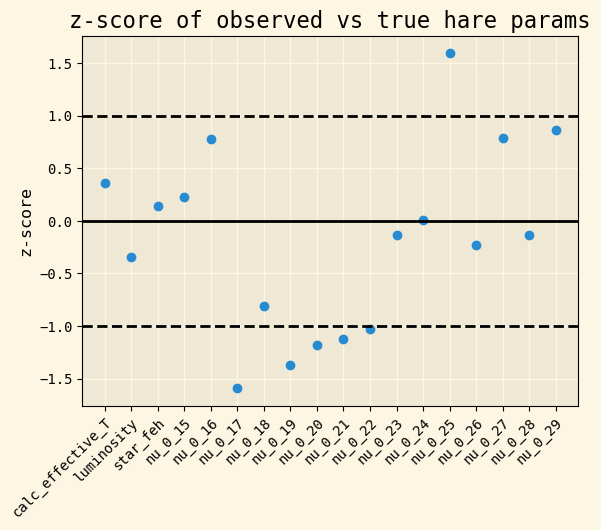 z-score of observed vs true hare params
z-score
1.5
1.0
0.5
0.0
−0.5
−1.0
−1.5
calc_effective_T
luminosity
star_feh
nu_0_15
nu_0_16
nu_0_17
nu_0_18
nu_0_19
nu_0_20
nu_0_21
nu_0_22
nu_0_23
nu_0_24
nu_0_25
nu_0_26
nu_0_27
nu_0_28
nu_0_29